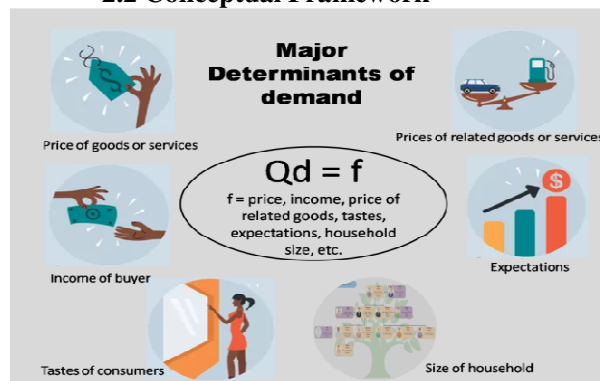 2.2 Conceptual Framework
Major
Determinants of
demand
Price of goods or services
Prices of related goods or services
Qd = f
f = price, income, price of
related goods, tastes,
expectations, household
size, etc.
Income of buyer
Expectations
Tastes of consumers
Size of household